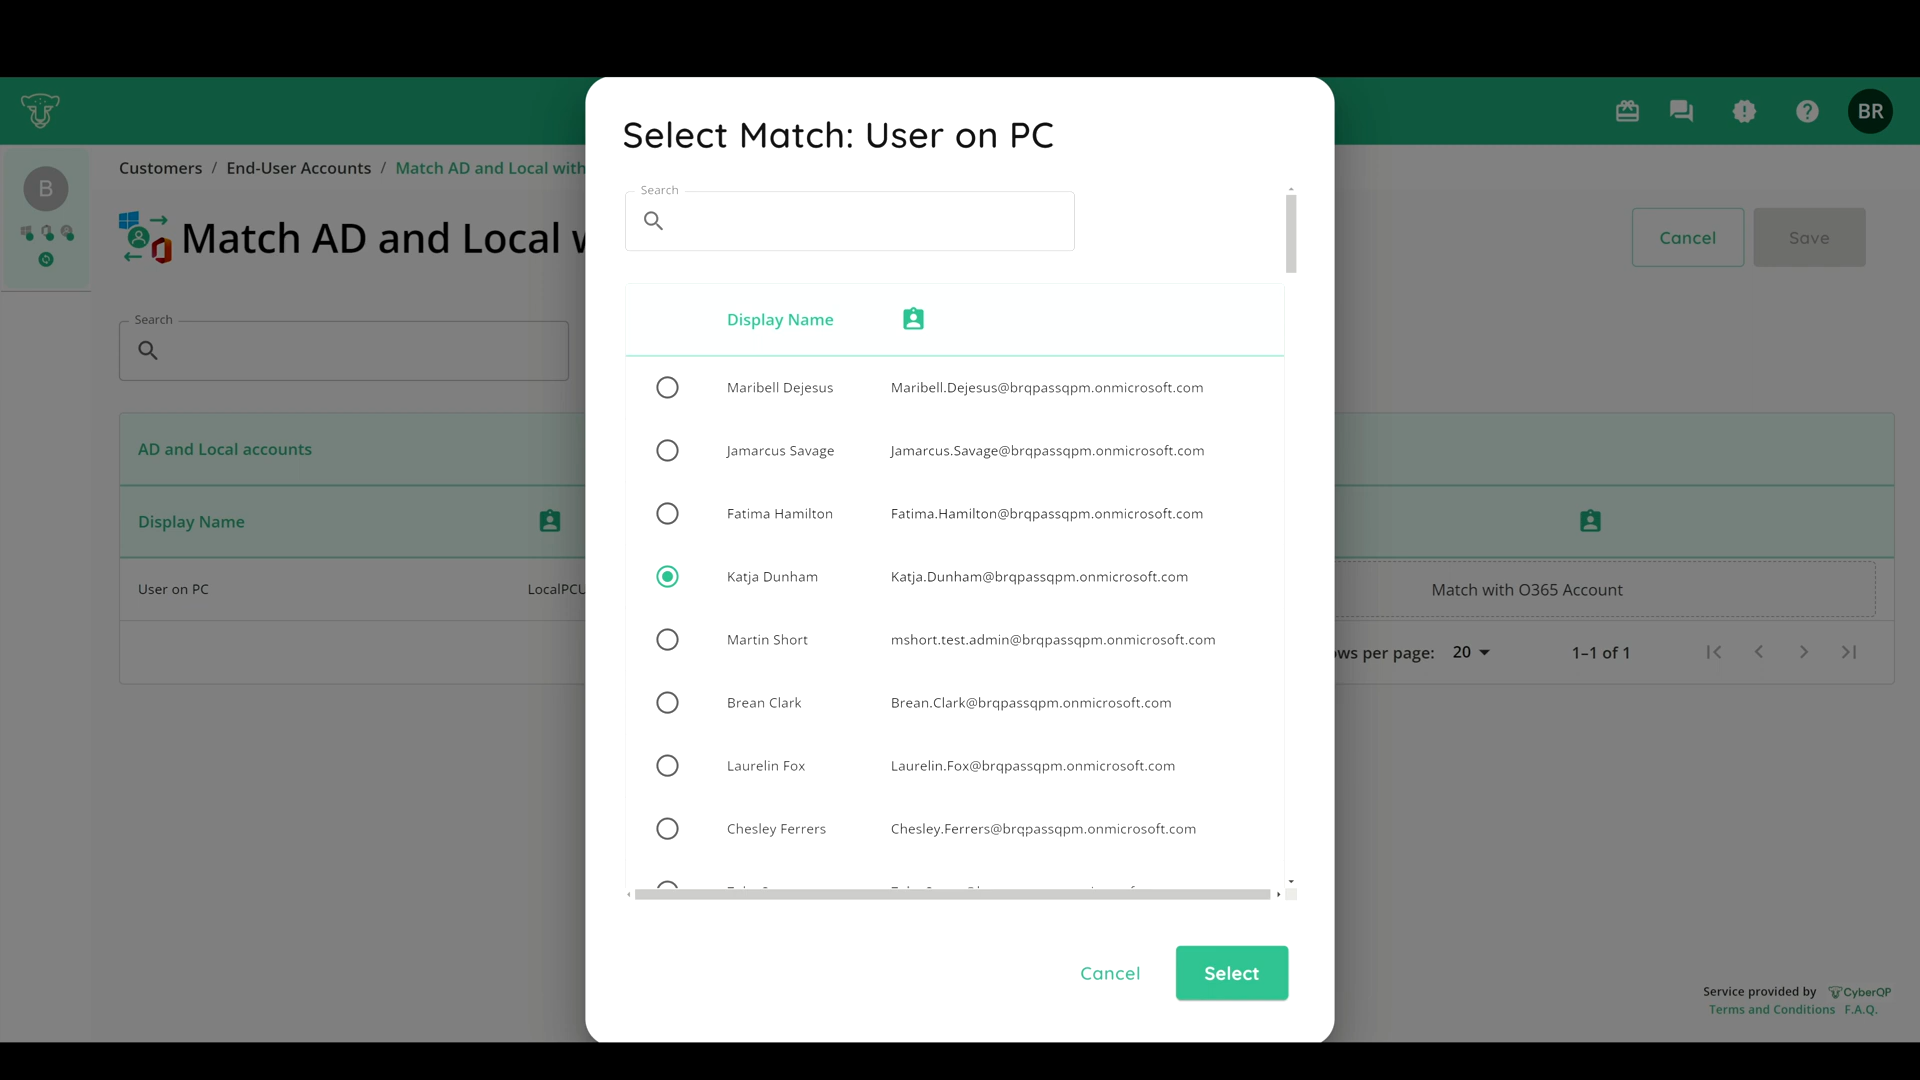 BR
Customers / End-User Accounts / Match AD and Local with
B
Match AD and Local
Cancel
Save
Search
AD and Local accounts
Display Name
User on PC
LocalPCU
Match with O365 Account
ws per page: 20
1–1 of 1
Select Match: User on PC
Search
Display Name
Maribell Dejesus Maribell.Dejesus@brqpassqpm.onmicrosoft.com
Jamarcus Savage Jamarcus.Savage@brqpassqpm.onmicrosoft.com
Fatima Hamilton Fatima.Hamilton@brqpassqpm.onmicrosoft.com
Katja Dunham Katja.Dunham@brqpassqpm.onmicrosoft.com
Martin Short mshort.test.admin@brqpassqpm.onmicrosoft.com
Brean Clark Brean.Clark@brqpassqpm.onmicrosoft.com
Laurelin Fox Laurelin.Fox@brqpassqpm.onmicrosoft.com
Chesley Ferrers Chesley.Ferrers@brqpassqpm.onmicrosoft.com
Cancel
Select
Service provided by CyberQP
Terms and Conditions F.A.Q.